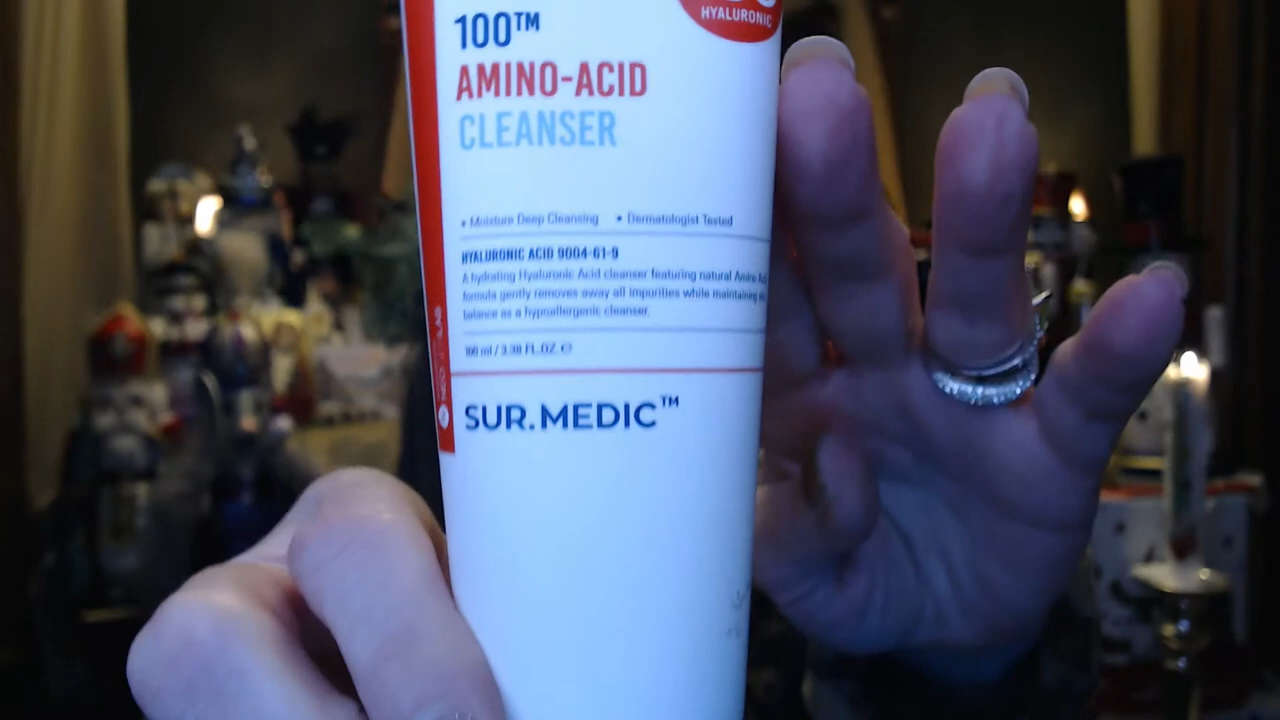 HYALURONIC
100™
AMINO-ACID
CLEANSER
• Moisture Deep Cleansing • Dermatologist Tested
HYALURONIC ACID 9004-61-9
A hydrating Hyaluronic Acid cleanser featuring natural Amino
formula gently removes away all impurities while maintaining
balance as a hypoallergenic cleanser.
100 ml / 3.38 FL.OZ. ℮
SUR.MEDIC™